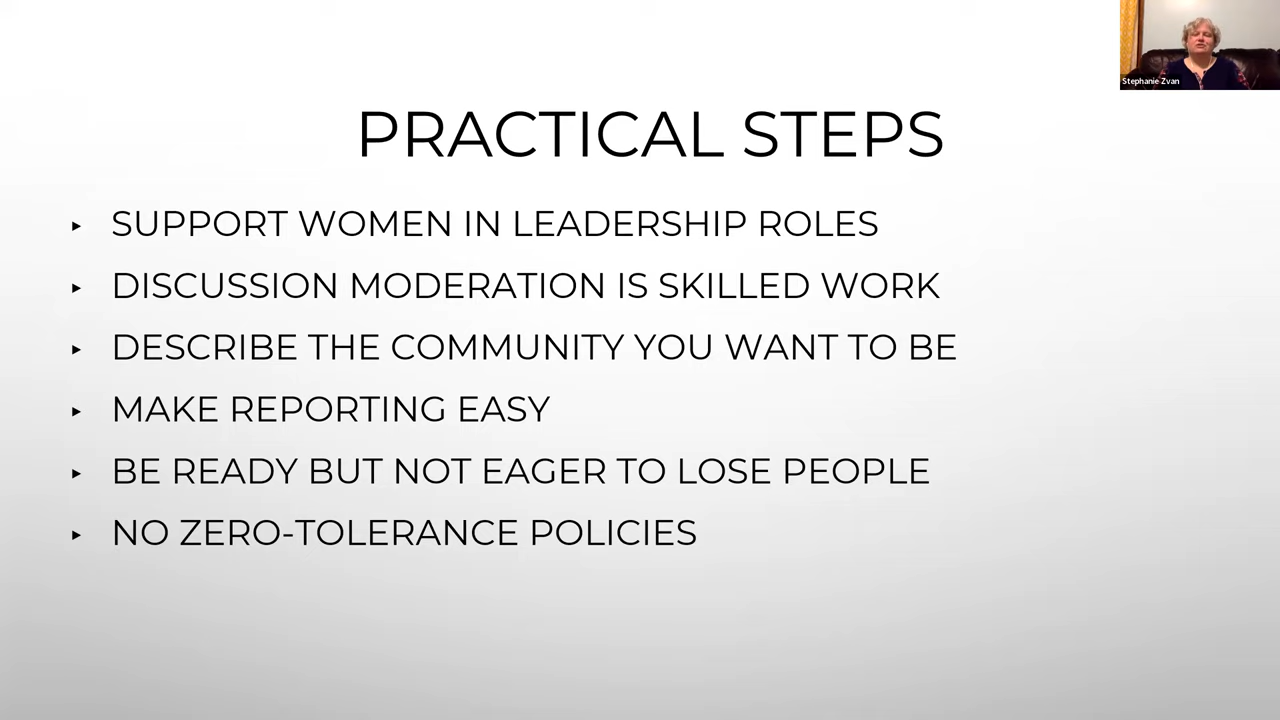 Stephanie Zvan
PRACTICAL STEPS
SUPPORT WOMEN IN LEADERSHIP ROLES
DISCUSSION MODERATION IS SKILLED WORK
DESCRIBE THE COMMUNITY YOU WANT TO BE
MAKE REPORTING EASY
BE READY BUT NOT EAGER TO LOSE PEOPLE
NO ZERO-TOLERANCE POLICIES